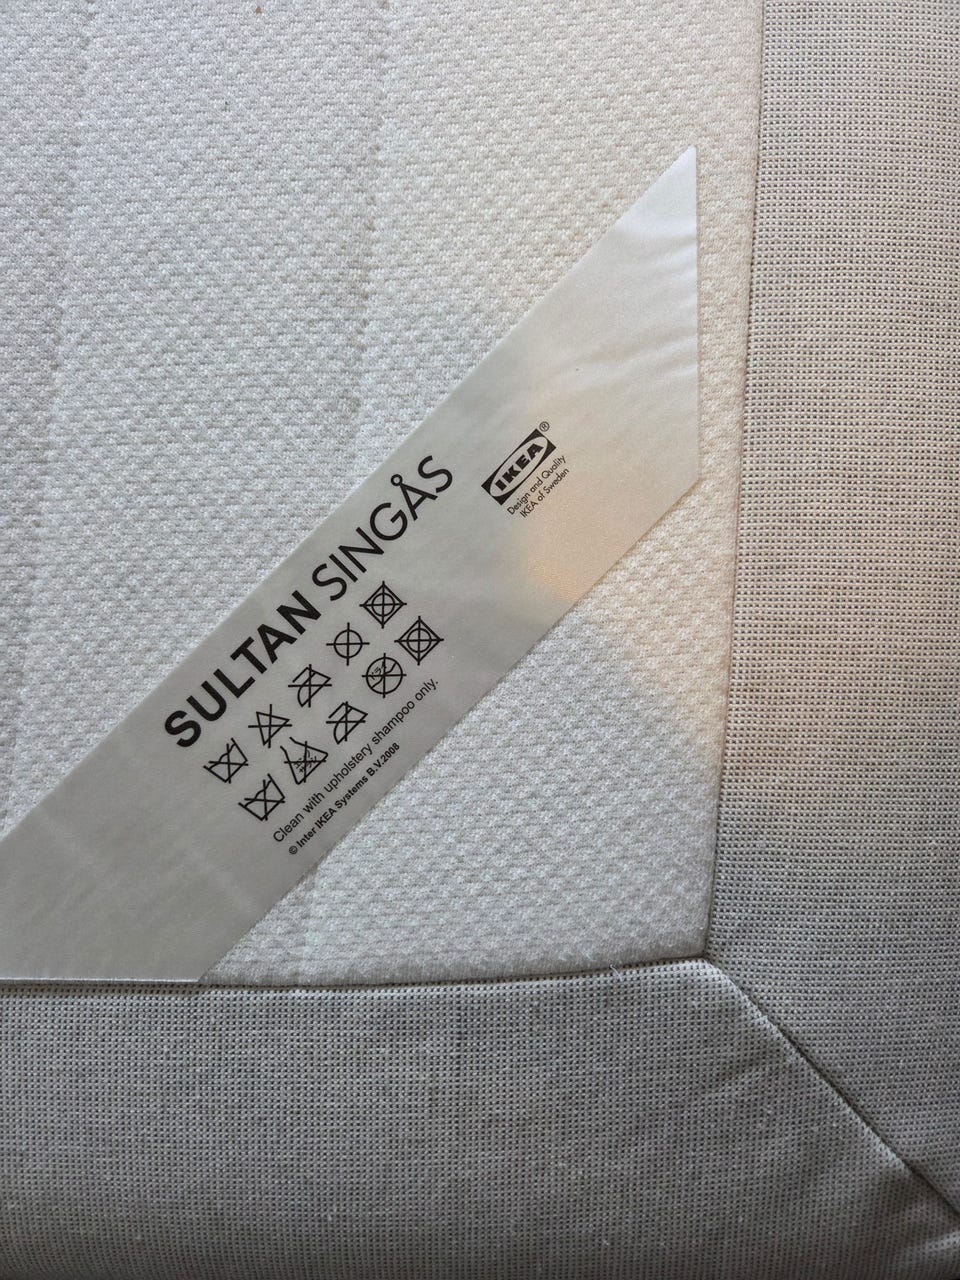 SULTAN SINGÅS
IKEA®
Design and Quality
IKEA of Sweden
Clean with upholstery shampoo only.
© Inter IKEA Systems B.V.2008